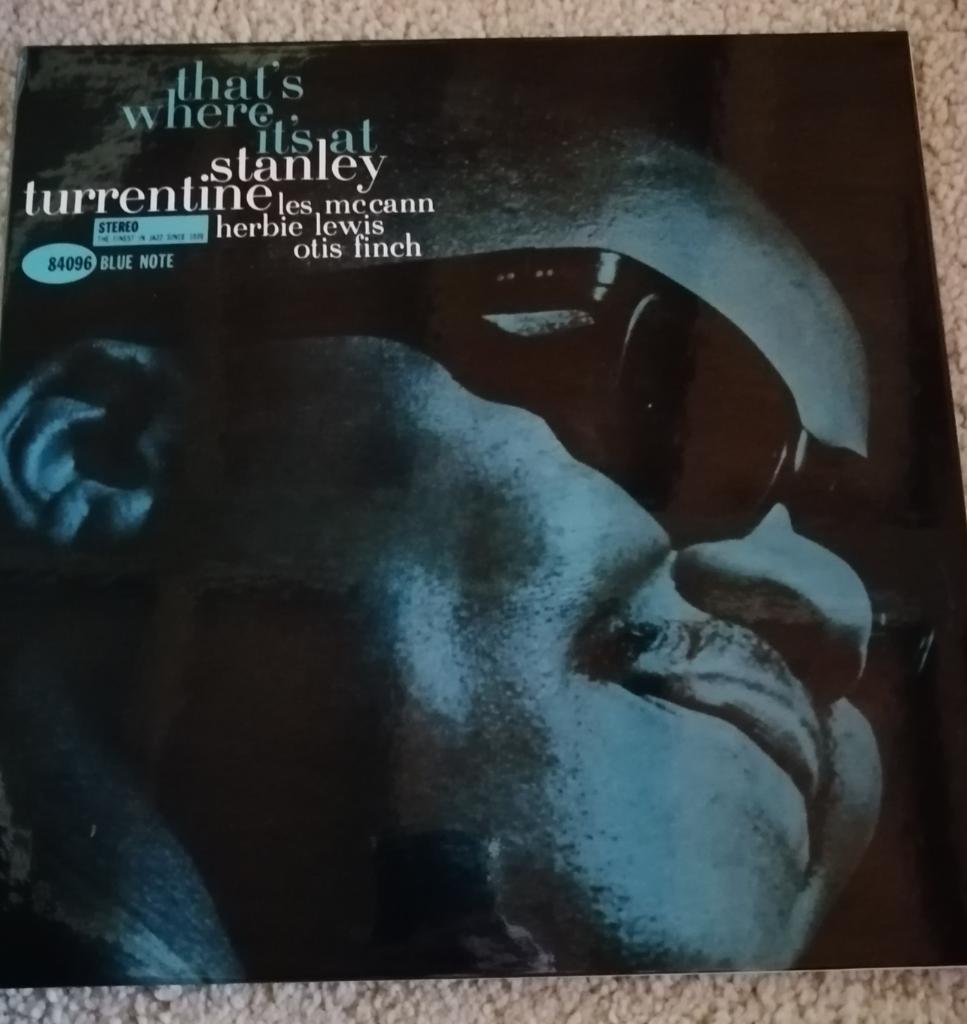 that's
where
it's at
stanley
turrentine les mccann
herbie lewis
otis finch
STEREO
THE FINEST IN JAZZ SINCE 1939
84096 BLUE NOTE